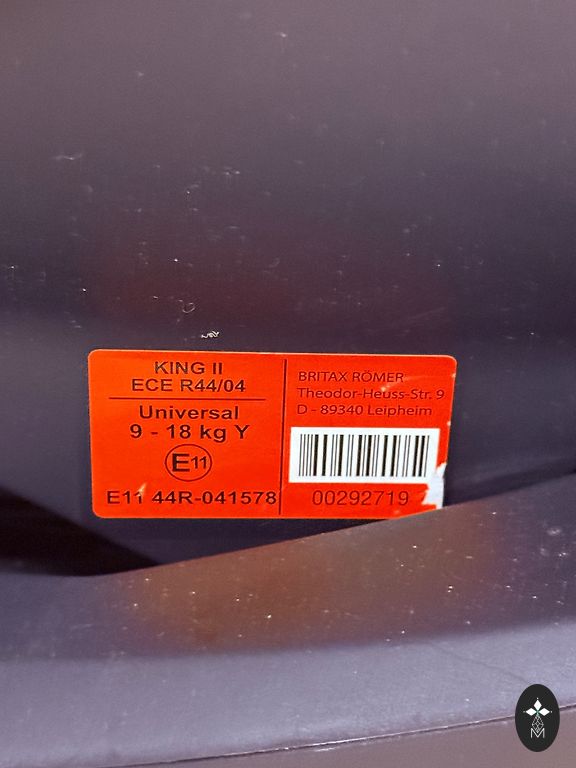 KING II
ECE R44/04
Universal
9 - 18 kg Y
E11
E11 44R-041578
BRITAX RÖMER
Theodor-Heuss-Str. 9
D - 89340 Leipheim
00292719
M